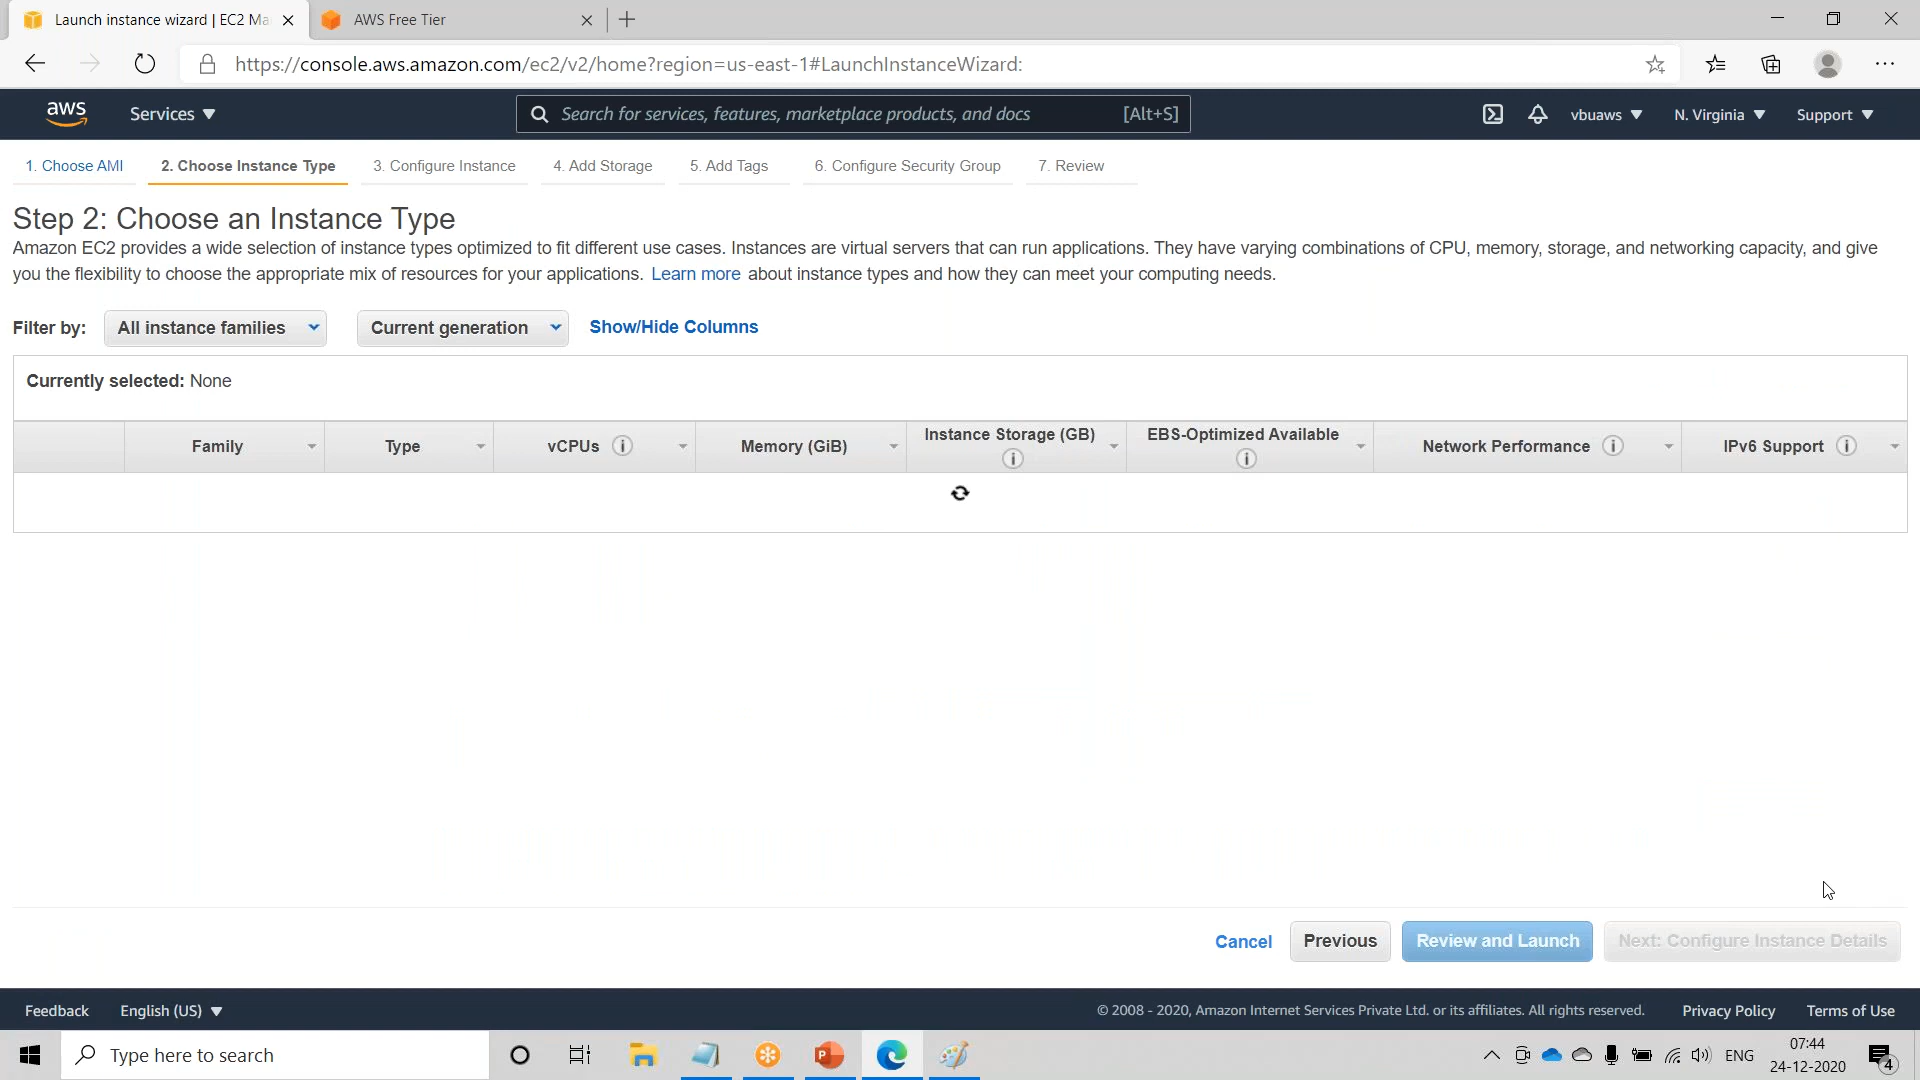 Launch instance wizard | EC2 Ma
AWS Free Tier
https://console.aws.amazon.com/ec2/v2/home?region=us-east-1#LaunchInstanceWizard:
aws
Services
Search for services, features, marketplace products, and docs
[Alt+S]
vbuaws
N. Virginia
Support
1. Choose AMI
2. Choose Instance Type
3. Configure Instance
4. Add Storage
5. Add Tags
6. Configure Security Group
7. Review
Step 2: Choose an Instance Type
Amazon EC2 provides a wide selection of instance types optimized to fit different use cases. Instances are virtual servers that can run applications. They have varying combinations of CPU, memory, storage, and networking capacity, and give
you the flexibility to choose the appropriate mix of resources for your applications. Learn more about instance types and how they can meet your computing needs.
Filter by:
All instance families
Current generation
Show/Hide Columns
Currently selected: None
Family
Type
vCPUs
Memory (GiB)
Instance Storage (GB)
EBS-Optimized Available
Network Performance
IPv6 Support
Cancel
Previous
Review and Launch
Next: Configure Instance Details
Feedback
English (US)
© 2008 - 2020, Amazon Internet Services Private Ltd. or its affiliates. All rights reserved.
Privacy Policy
Terms of Use
Type here to search
ENG
07:44
24-12-2020
4